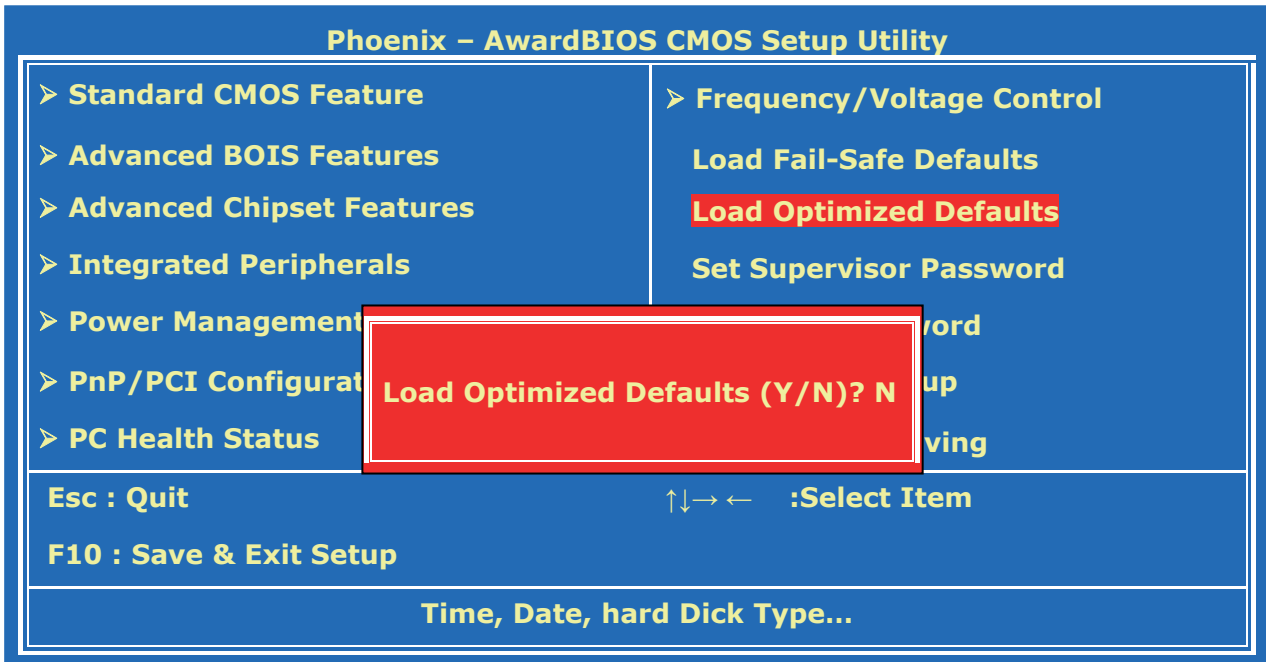 Phoenix – AwardBIOS CMOS Setup Utility
➢ Standard CMOS Feature
➢ Advanced BOIS Features
➢ Advanced Chipset Features
➢ Integrated Peripherals
➢ Power Management
➢ PnP/PCI Configurat
➢ PC Health Status
➢ Frequency/Voltage Control
Load Fail-Safe Defaults
Load Optimized Defaults
Set Supervisor Password
word
up
ving
Load Optimized Defaults (Y/N)? N
Esc : Quit
↑↓→ ← :Select Item
F10 : Save & Exit Setup
Time, Date, hard Dick Type…